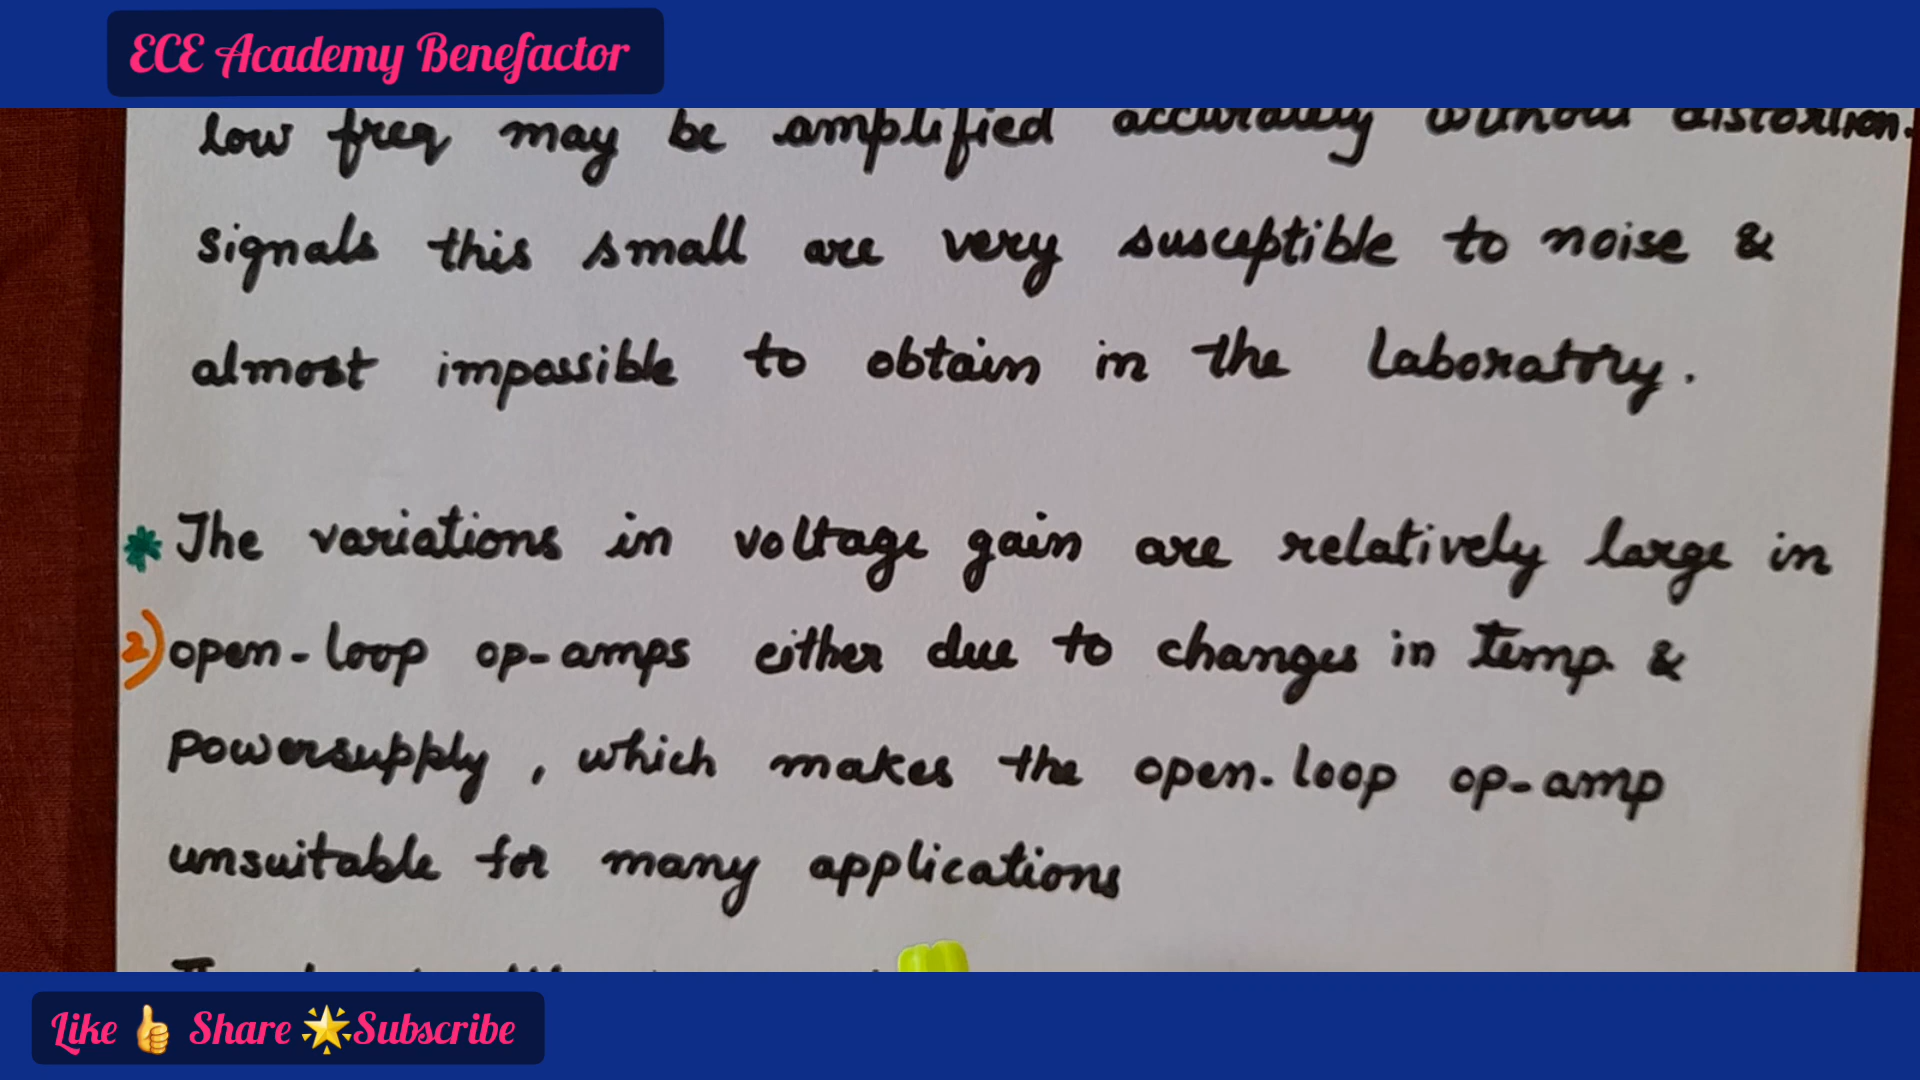 ECE Academy Benefactor
low freq may be amplified accurately without distortion.
signals this small are very susceptible to noise &
almost impossible to obtain in the laboratory.
* The variations in voltage gain are relatively large in
2) open-loop op-amps either due to changes in temp. &
powersupply, which makes the open-loop op-amp
unsuitable for many applications
Like 👍 Share 🌟Subscribe